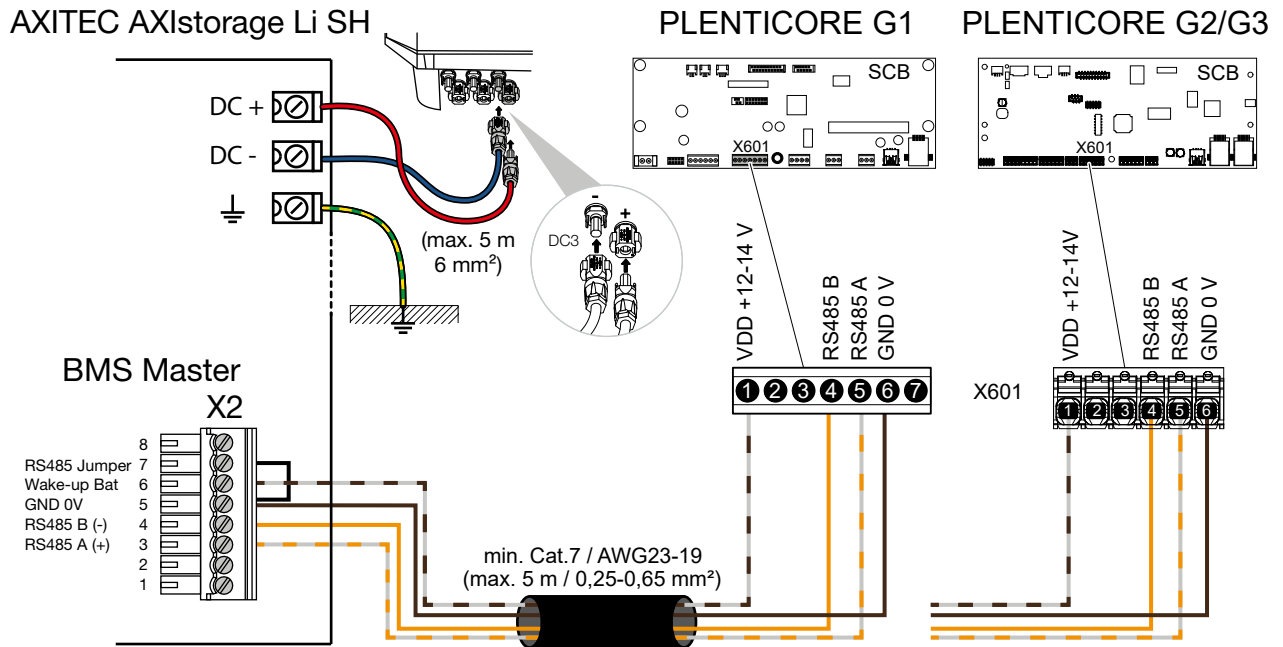 AXITEC AXIstorage Li SH
PLENTICORE G1
PLENTICORE G2/G3
DC +
DC -
(max. 5 m
6 mm²)
DC3
-
+
SCB
X601
SCB
X601
VDD +12-14 V
RS485 B
RS485 A
GND 0 V
1 2 3 4 5 6 7
X601
VDD +12-14V
RS485 B
RS485 A
GND 0 V
1 2 3 4 5 6
BMS Master
X2
8
RS485 Jumper 7
Wake-up Bat 6
GND 0V 5
RS485 B (-) 4
RS485 A (+) 3
2
1
min. Cat.7 / AWG23-19
(max. 5 m / 0,25-0,65 mm²)